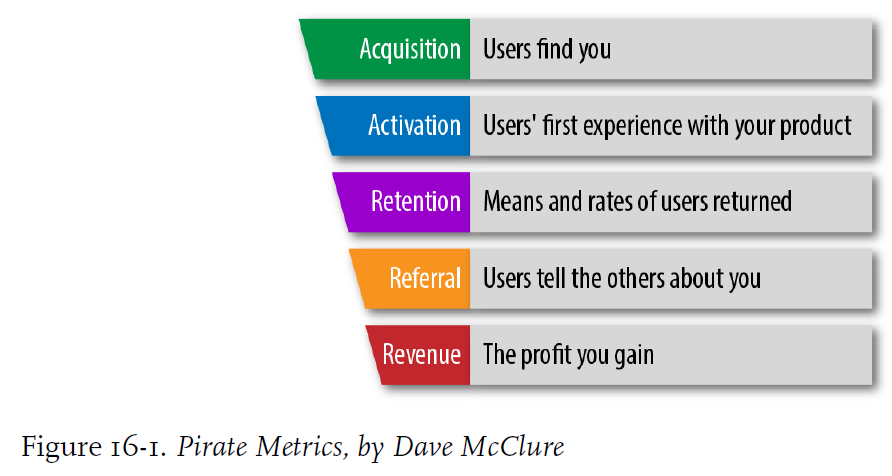 Acquisition Users find you
Activation Users' first experience with your product
Retention Means and rates of users returned
Referral Users tell the others about you
Revenue The profit you gain
Figure 16-1. Pirate Metrics, by Dave McClure